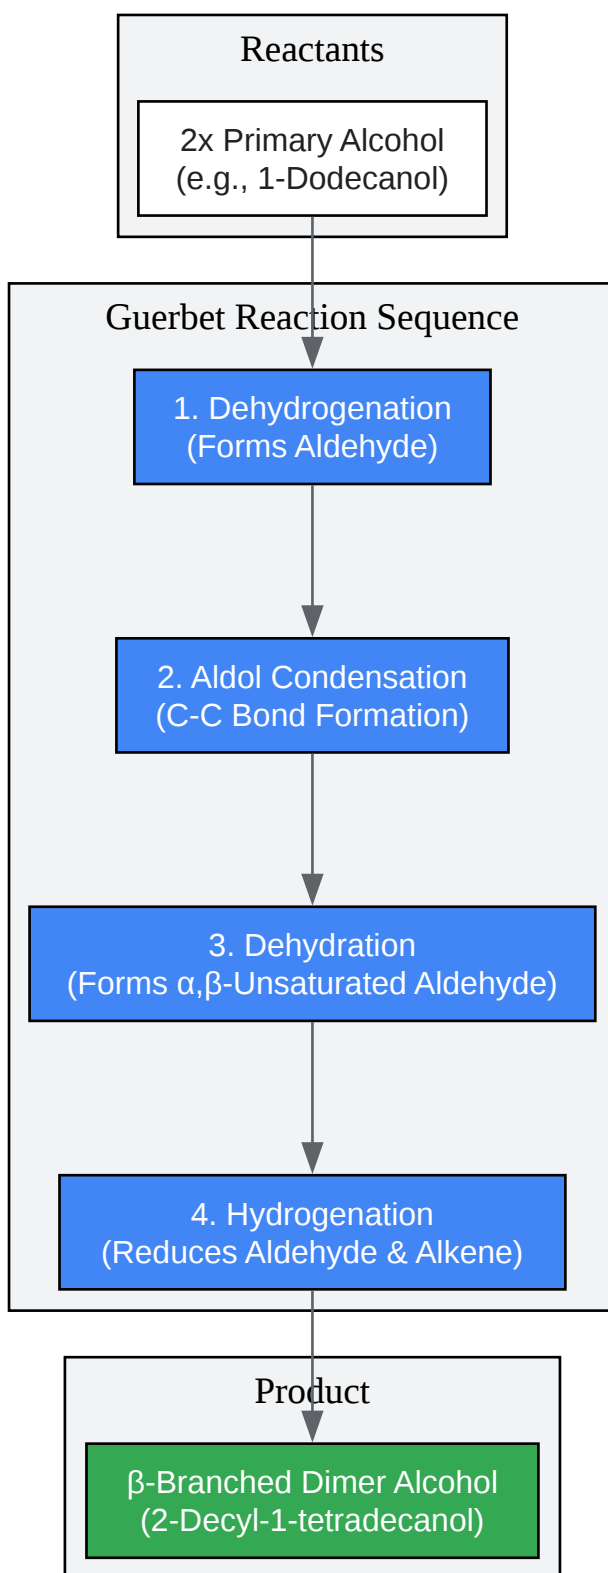 Reactants
2x Primary Alcohol
(e.g., 1-Dodecanol)
Guerbet Reaction Sequence
1. Dehydrogenation
(Forms Aldehyde)
2. Aldol Condensation
(C-C Bond Formation)
3. Dehydration
(Forms α,β-Unsaturated Aldehyde)
4. Hydrogenation
(Reduces Aldehyde & Alkene)
Product
β-Branched Dimer Alcohol
(2-Decyl-1-tetradecanol)